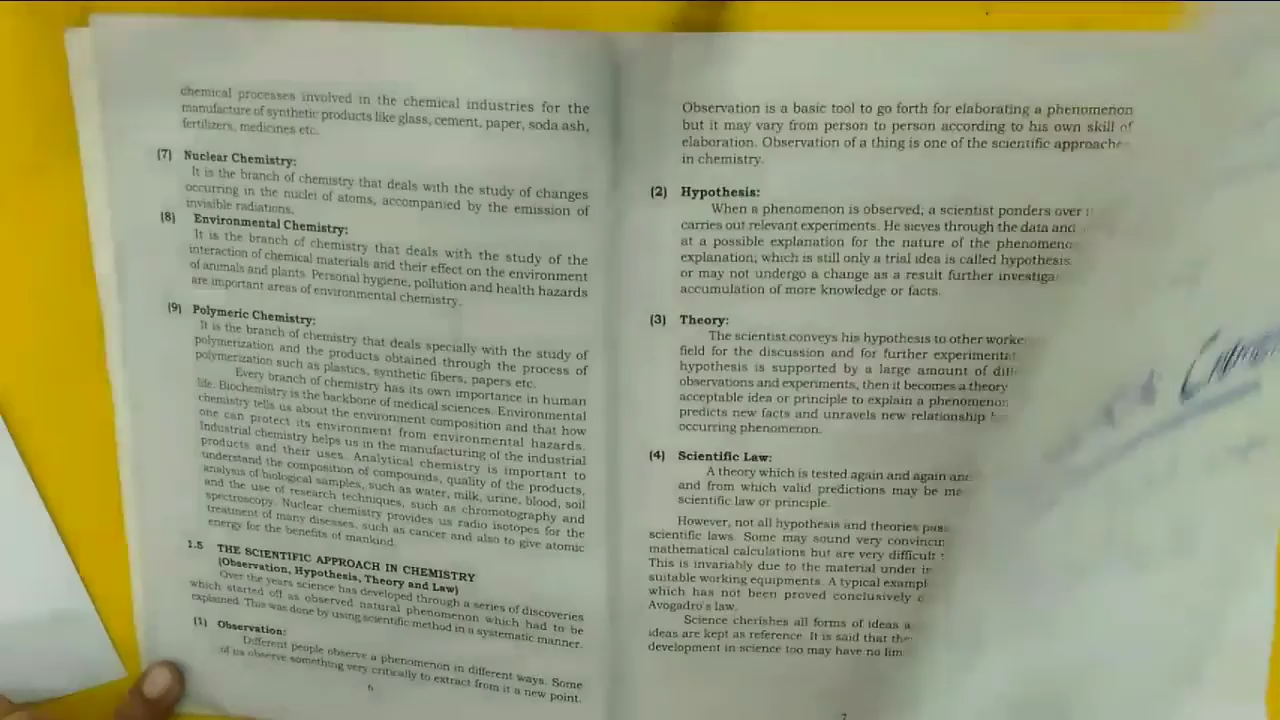 chemical processes involved in the chemical industries for the
manufacture of synthetic products like glass, cement, paper, soda ash,
fertilizers, medicines etc.
(7) Nuclear Chemistry:
It is the branch of chemistry that deals with the study of changes
occurring in the nuclei of atoms, accompanied by the emission of
invisible radiations.
(8) Environmental Chemistry:
It is the branch of chemistry that deals with the study of the
interaction of chemical materials and their effect on the environment
of animals and plants. Personal hygiene, pollution and health hazards
are important areas of environmental chemistry.
(9) Polymeric Chemistry:
It is the branch of chemistry that deals specially with the study of
polymerization and the products obtained through the process of
polymerization such as plastics, synthetic fibers, papers etc.
Every branch of chemistry has its own importance in human
life. Biochemistry is the backbone of medical sciences. Environmental
chemistry tells us about the environment composition and that how
one can protect its environment from environmental hazards.
Industrial chemistry helps us in the manufacturing of the industrial
products and their uses. Analytical chemistry is important to
understand the composition of compounds, quality of the products,
analysis of biological samples, such as water, milk, urine, blood, soil
and the use of research techniques, such as chromotography and
spectroscopy. Nuclear chemistry provides us radio isotopes for the
treatment of many diseases, such as cancer and also to give atomic
energy for the benefits of mankind.
1.5 THE SCIENTIFIC APPROACH IN CHEMISTRY
(Observation, Hypothesis, Theory and Law)
Over the years science has developed through a series of discoveries
which started off as observed natural phenomenon which had to be
explained. This was done by using scientific method in a systematic manner.
(1) Observation:
Different people observe a phenomenon in different ways. Some
of us observe something very critically to extract from it a new point.
6
Observation is a basic tool to go forth for elaborating a phenomenon
but it may vary from person to person according to his own skill of
elaboration. Observation of a thing is one of the scientific approache
in chemistry.
(2) Hypothesis:
When a phenomenon is observed, a scientist ponders over
carries out relevant experiments. He sieves through the data and
at a possible explanation for the nature of the phenomeno
explanation, which is still only a trial idea is called hypothesis.
or may not undergo a change as a result further investiga
accumulation of more knowledge or facts.
(3) Theory:
The scientist conveys his hypothesis to other worke
field for the discussion and for further experimentat
hypothesis is supported by a large amount of diff
observations and experiments, then it becomes a theory
acceptable idea or principle to explain a phenomenon
predicts new facts and unravels new relationship
occurring phenomenon.
(4) Scientific Law:
A theory which is tested again and again and
and from which valid predictions may be me
scientific law or principle.
However, not all hypothesis and theories pass
scientific laws. Some may sound very convincin
mathematical calculations but are very difficult
This is invariably due to the material under
suitable working equipments. A typical exampl
which has not been proved conclusively
Avogadro's law.
Science cherishes all forms of ideas a
ideas are kept as reference. It is said that the
development in science too may have no lim
7